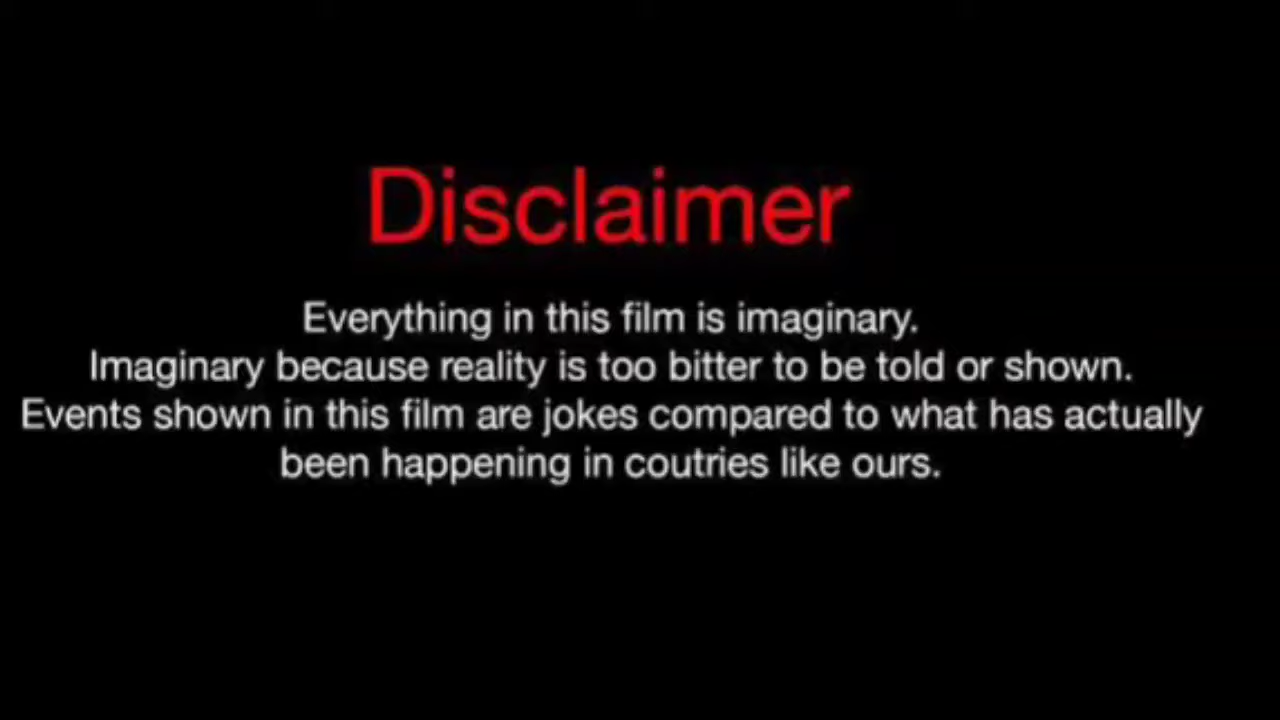 Disclaimer
Everything in this film is imaginary.
Imaginary because reality is too bitter to be told or shown.
Events shown in this film are jokes compared to what has actually
been happening in coutries like ours.